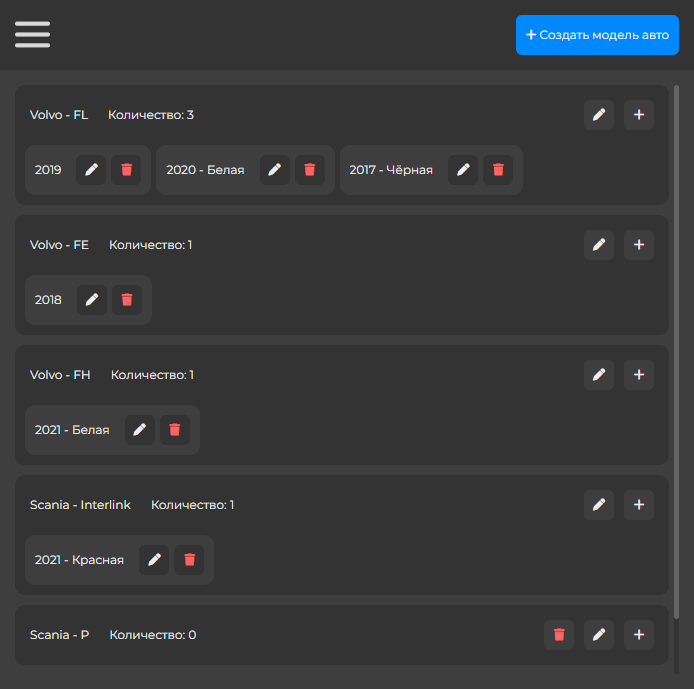 + Создать модель авто
Volvo - FL Количество: 3
2019 2020 - Белая 2017 - Чёрная
Volvo - FE Количество: 1
2018
Volvo - FH Количество: 1
2021 - Белая
Scania - Interlink Количество: 1
2021 - Красная
Scania - P Количество: 0